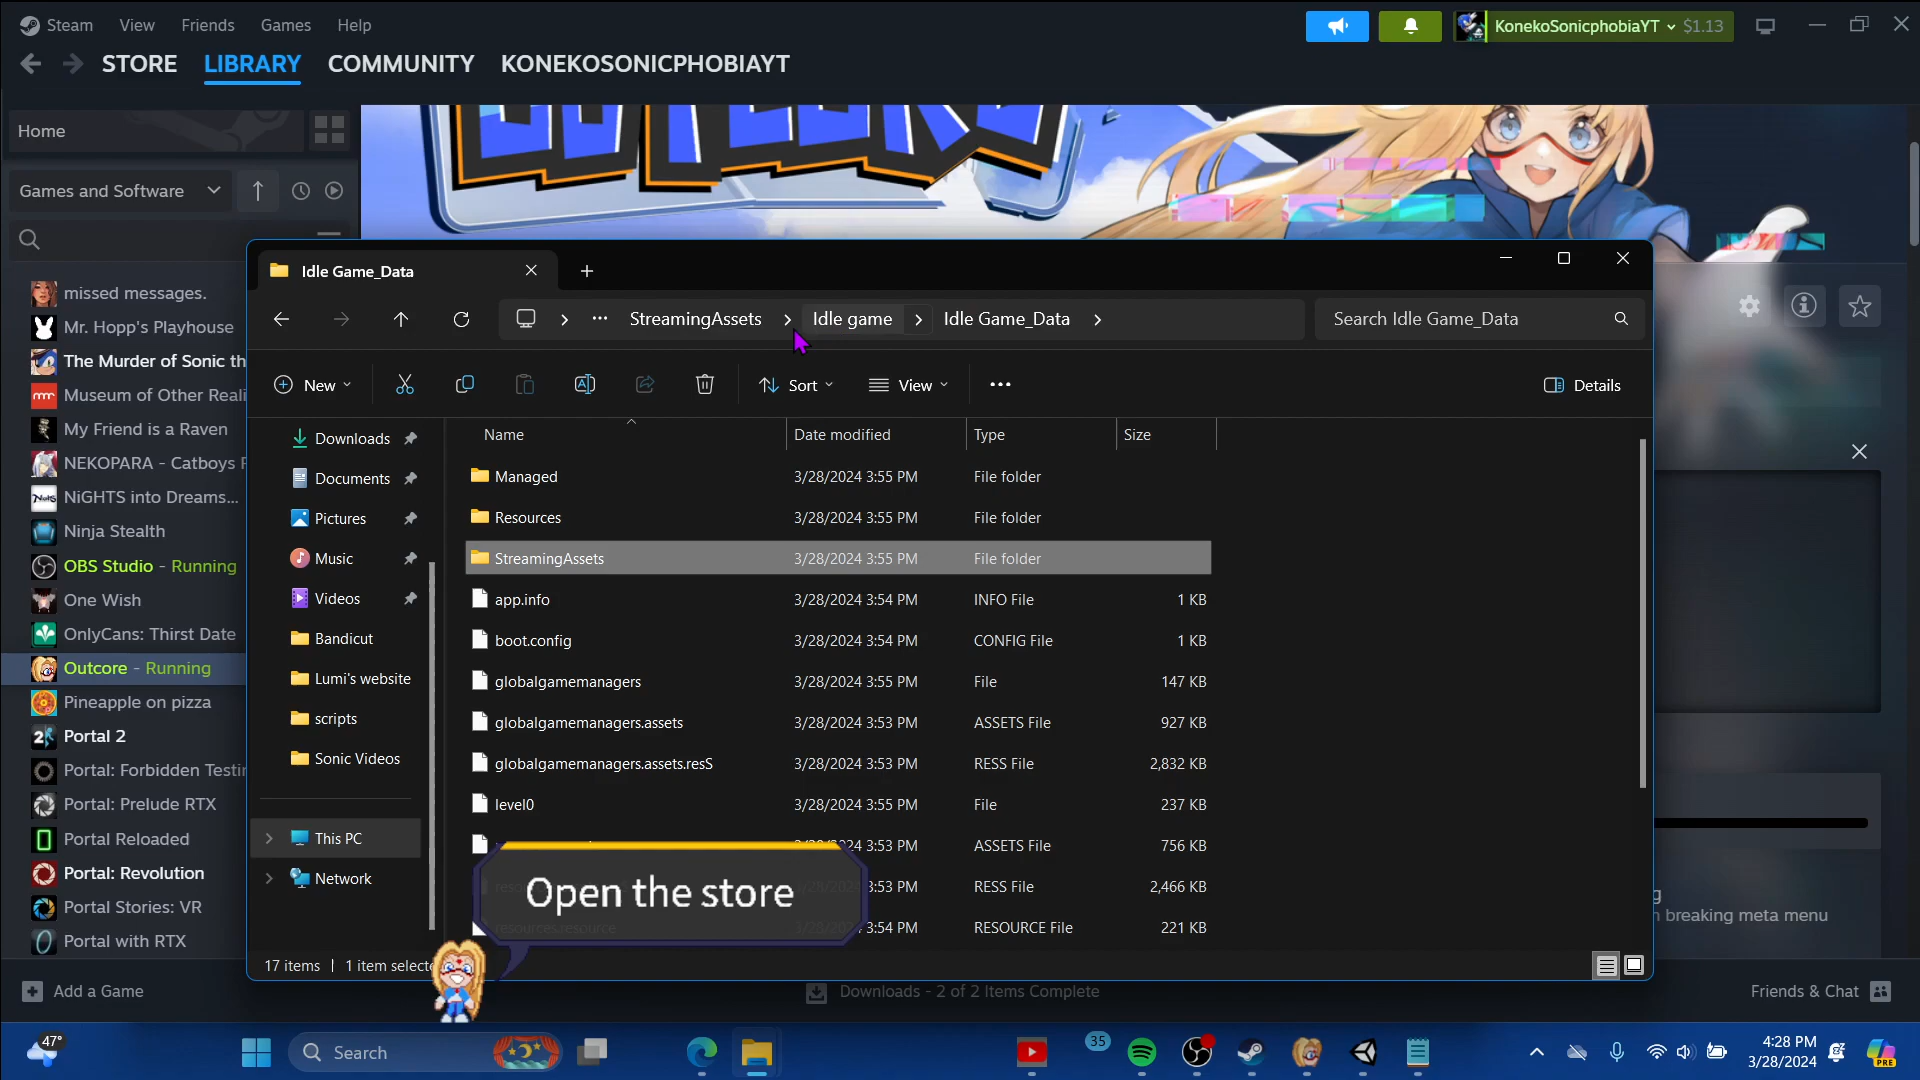 Steam View Friends Games Help
KonekoSonicphobiaYT $1.13
STORE LIBRARY COMMUNITY KONEKOSONICPHOBIAYT
Home
Games and Software
missed messages.
Mr. Hopp's Playhouse
The Murder of Sonic th
Museum of Other Reali
My Friend is a Raven
NEKOPARA - Catboys
NiGHTS into Dreams...
Ninja Stealth
OBS Studio - Running
One Wish
OnlyCans: Thirst Date
Outcore - Running
Pineapple on pizza
Portal 2
Portal: Forbidden Testi
Portal: Prelude RTX
Portal Reloaded
Portal: Revolution
Portal Stories: VR
Portal with RTX
Add a Game
Idle Game_Data
StreamingAssets Idle game Idle Game_Data
Search Idle Game_Data
New Sort View Details
Downloads
Documents
Pictures
Music
Videos
Bandicut
Lumi's website
scripts
Sonic Videos
This PC
Network
Name Date modified Type Size
Managed 3/28/2024 3:55 PM File folder
Resources 3/28/2024 3:55 PM File folder
StreamingAssets 3/28/2024 3:55 PM File folder
app.info 3/28/2024 3:54 PM INFO File 1 KB
boot.config 3/28/2024 3:54 PM CONFIG File 1 KB
globalgamemanagers 3/28/2024 3:55 PM File 147 KB
globalgamemanagers.assets 3/28/2024 3:53 PM ASSETS File 927 KB
globalgamemanagers.assets.resS 3/28/2024 3:53 PM RESS File 2,832 KB
level0 3/28/2024 3:55 PM File 237 KB
3:53 PM ASSETS File 756 KB
3:53 PM RESS File 2,466 KB
resources.resource 3:54 PM RESOURCE File 221 KB
Open the store
17 items 1 item selecte
breaking meta menu
Downloads - 2 of 2 Items Complete
Friends & Chat
47°
Search
35
4:28 PM
3/28/2024
PRE